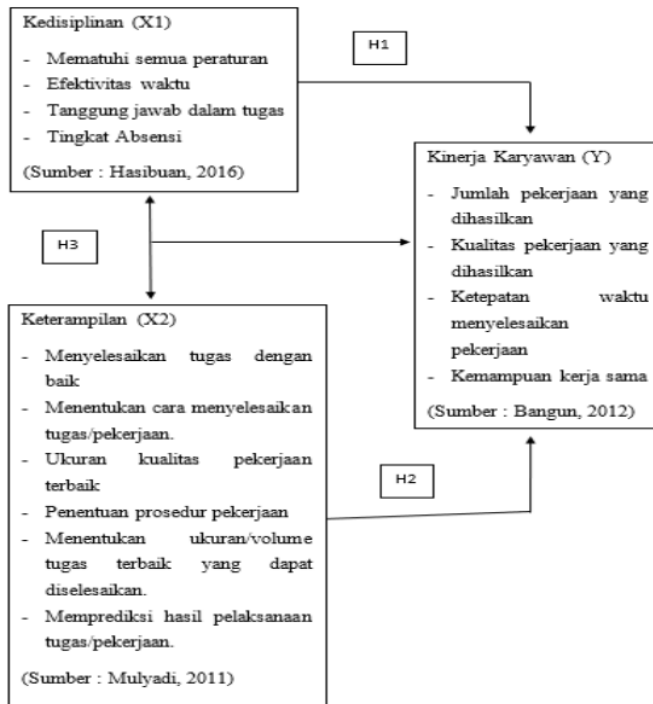 Kedisiplinan (X1)
- Mematuhi semua peraturan
- Efektivitas waktu
- Tanggung jawab dalam tugas
- Tingkat Absensi
(Sumber : Hasibuan, 2016)
H1
Kinerja Karyawan (Y)
- Jumlah pekerjaan yang
dihasilkan
- Kualitas pekerjaan yang
dihasilkan
- Ketepatan waktu
menyelesaikan
pekerjaan
- Kemampuan kerja sama
(Sumber : Bangun, 2012)
H3
Keterampilan (X2)
- Menyelesaikan tugas dengan
baik
- Menentukan cara menyelesaikan
tugas/pekerjaan.
- Ukuran kualitas pekerjaan
terbaik
- Penentuan prosedur pekerjaan
- Menentukan ukuran/volume
tugas terbaik yang dapat
diselesaikan.
- Memprediksi hasil pelaksanaan
tugas/pekerjaan.
(Sumber : Mulyadi, 2011)
H2